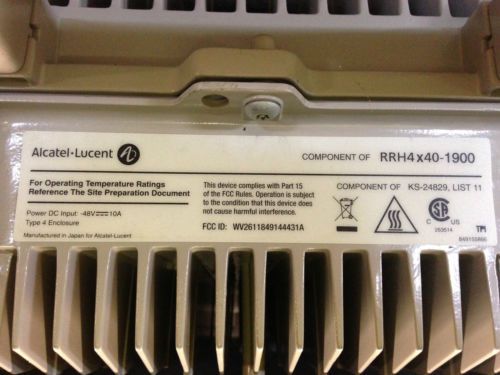 Alcatel·Lucent
COMPONENT OF RRH4x40-1900
For Operating Temperature Ratings
Reference The Site Preparation Document
Power DC Input: -48V 10A
Type 4 Enclosure
Manufactured in Japan for Alcatel-Lucent
This device complies with Part 15
of the FCC Rules. Operation is subject
to the condition that this device does
not cause harmful interference.
FCC ID: WV2611849144431A
COMPONENT OF KS-24829, LIST 11
C US
253514
849155866